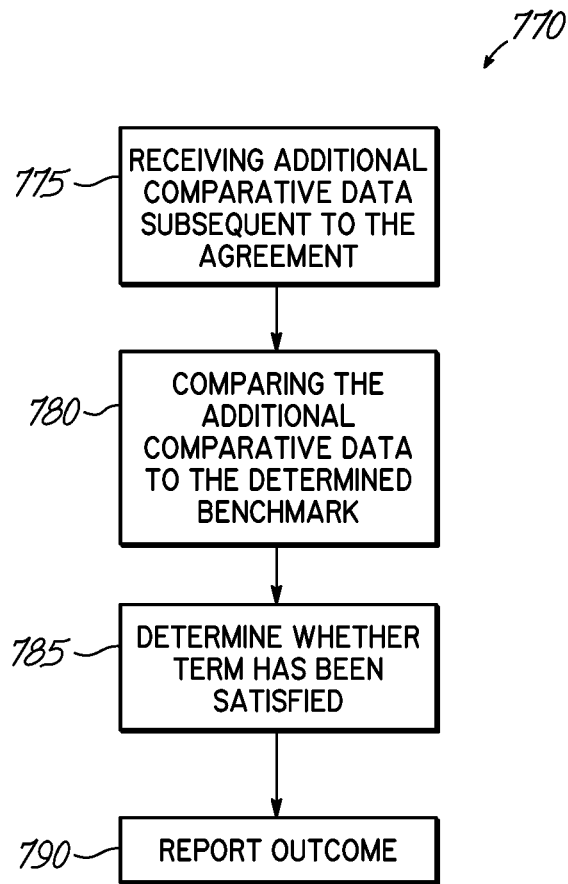 770
775
RECEIVING ADDITIONAL
COMPARATIVE DATA
SUBSEQUENT TO THE
AGREEMENT
780
COMPARING THE
ADDITIONAL
COMPARATIVE DATA
TO THE DETERMINED
BENCHMARK
785
DETERMINE WHETHER
TERM HAS BEEN
SATISFIED
790
REPORT OUTCOME